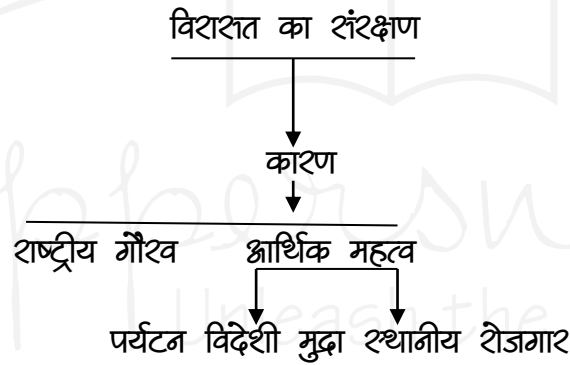 विरासत का संरक्षण
कारण
राष्ट्रीय गौरव आर्थिक महत्व
पर्यटन विदेशी मुद्रा स्थानीय रोजगार